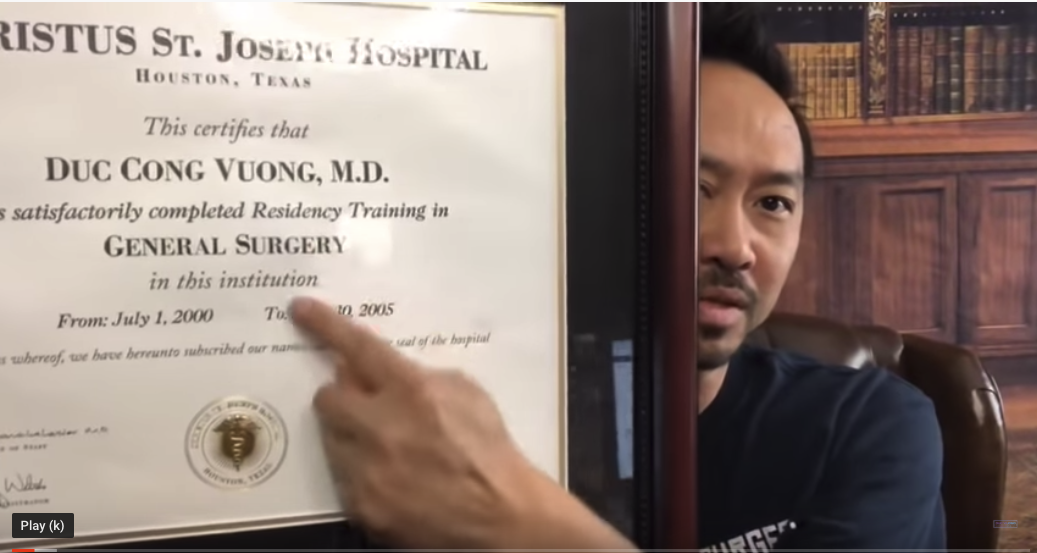 RISTUS ST. JOSEPH HOSPITAL
HOUSTON, TEXAS
This certifies that
DUC CONG VUONG, M.D.
s satisfactorily completed Residency Training in
GENERAL SURGERY
in this institution
From: July 1, 2000 To: 30, 2005
s whereof, we have hereunto subscribed our seal of the hospital
HOUSTON, TEXAS
Play (k)